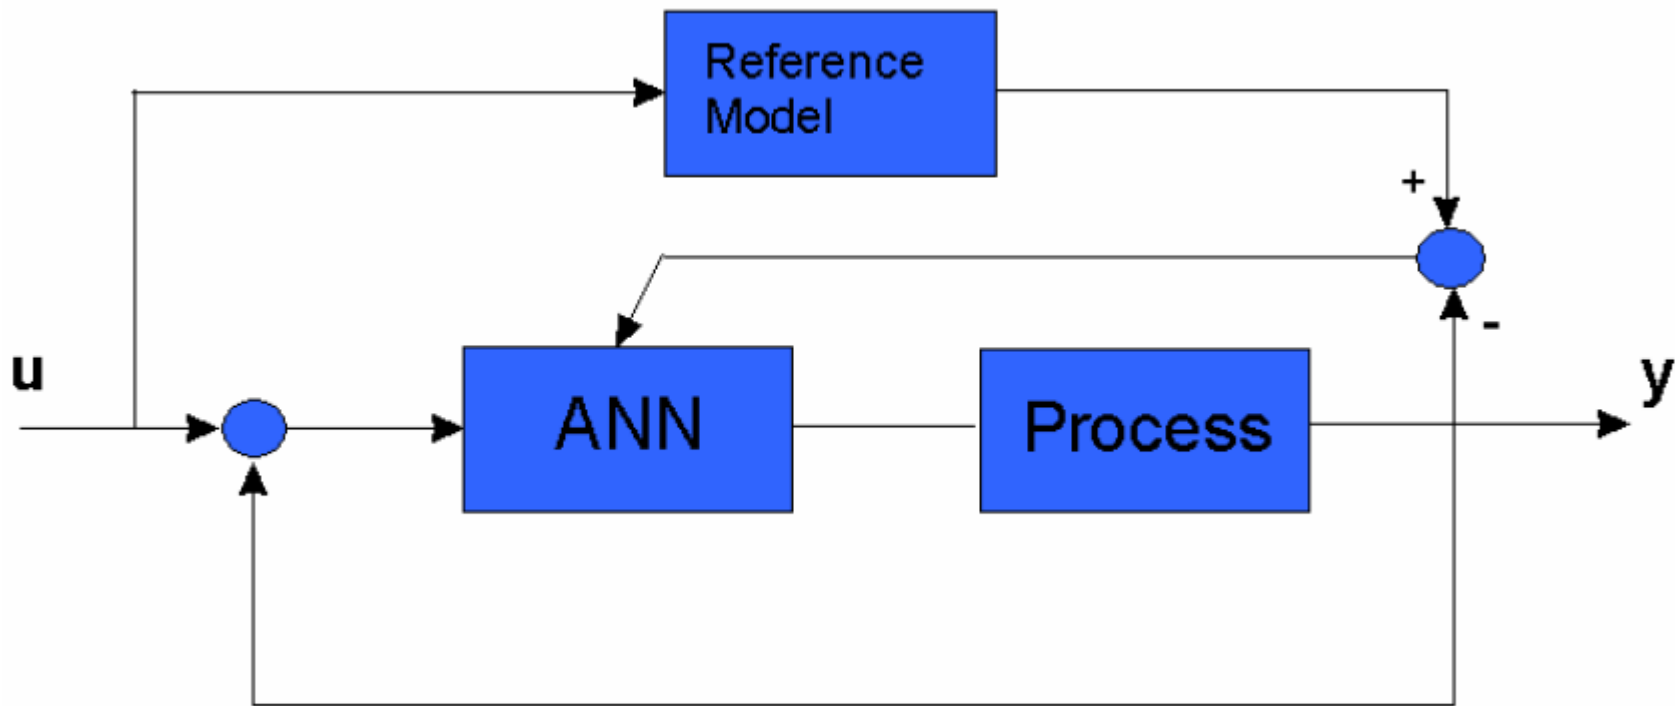 Reference
Model
+
-
u
ANN
Process
y